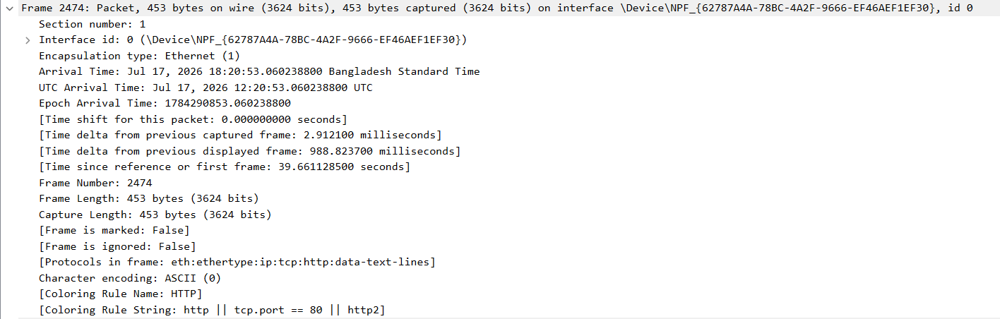 Frame 2474: Packet, 453 bytes on wire (3624 bits), 453 bytes captured (3624 bits) on interface \Device\NPF_{62787A4A-78BC-4A2F-9666-EF46AEF1EF30}, id 0
Section number: 1
Interface id: 0 (\Device\NPF_{62787A4A-78BC-4A2F-9666-EF46AEF1EF30})
Encapsulation type: Ethernet (1)
Arrival Time: Jul 17, 2026 18:20:53.060238800 Bangladesh Standard Time
UTC Arrival Time: Jul 17, 2026 12:20:53.060238800 UTC
Epoch Arrival Time: 1784290853.060238800
[Time shift for this packet: 0.000000000 seconds]
[Time delta from previous captured frame: 2.912100 milliseconds]
[Time delta from previous displayed frame: 988.823700 milliseconds]
[Time since reference or first frame: 39.661128500 seconds]
Frame Number: 2474
Frame Length: 453 bytes (3624 bits)
Capture Length: 453 bytes (3624 bits)
[Frame is marked: False]
[Frame is ignored: False]
[Protocols in frame: eth:ethertype:ip:tcp:http:data-text-lines]
Character encoding: ASCII (0)
[Coloring Rule Name: HTTP]
[Coloring Rule String: http || tcp.port == 80 || http2]